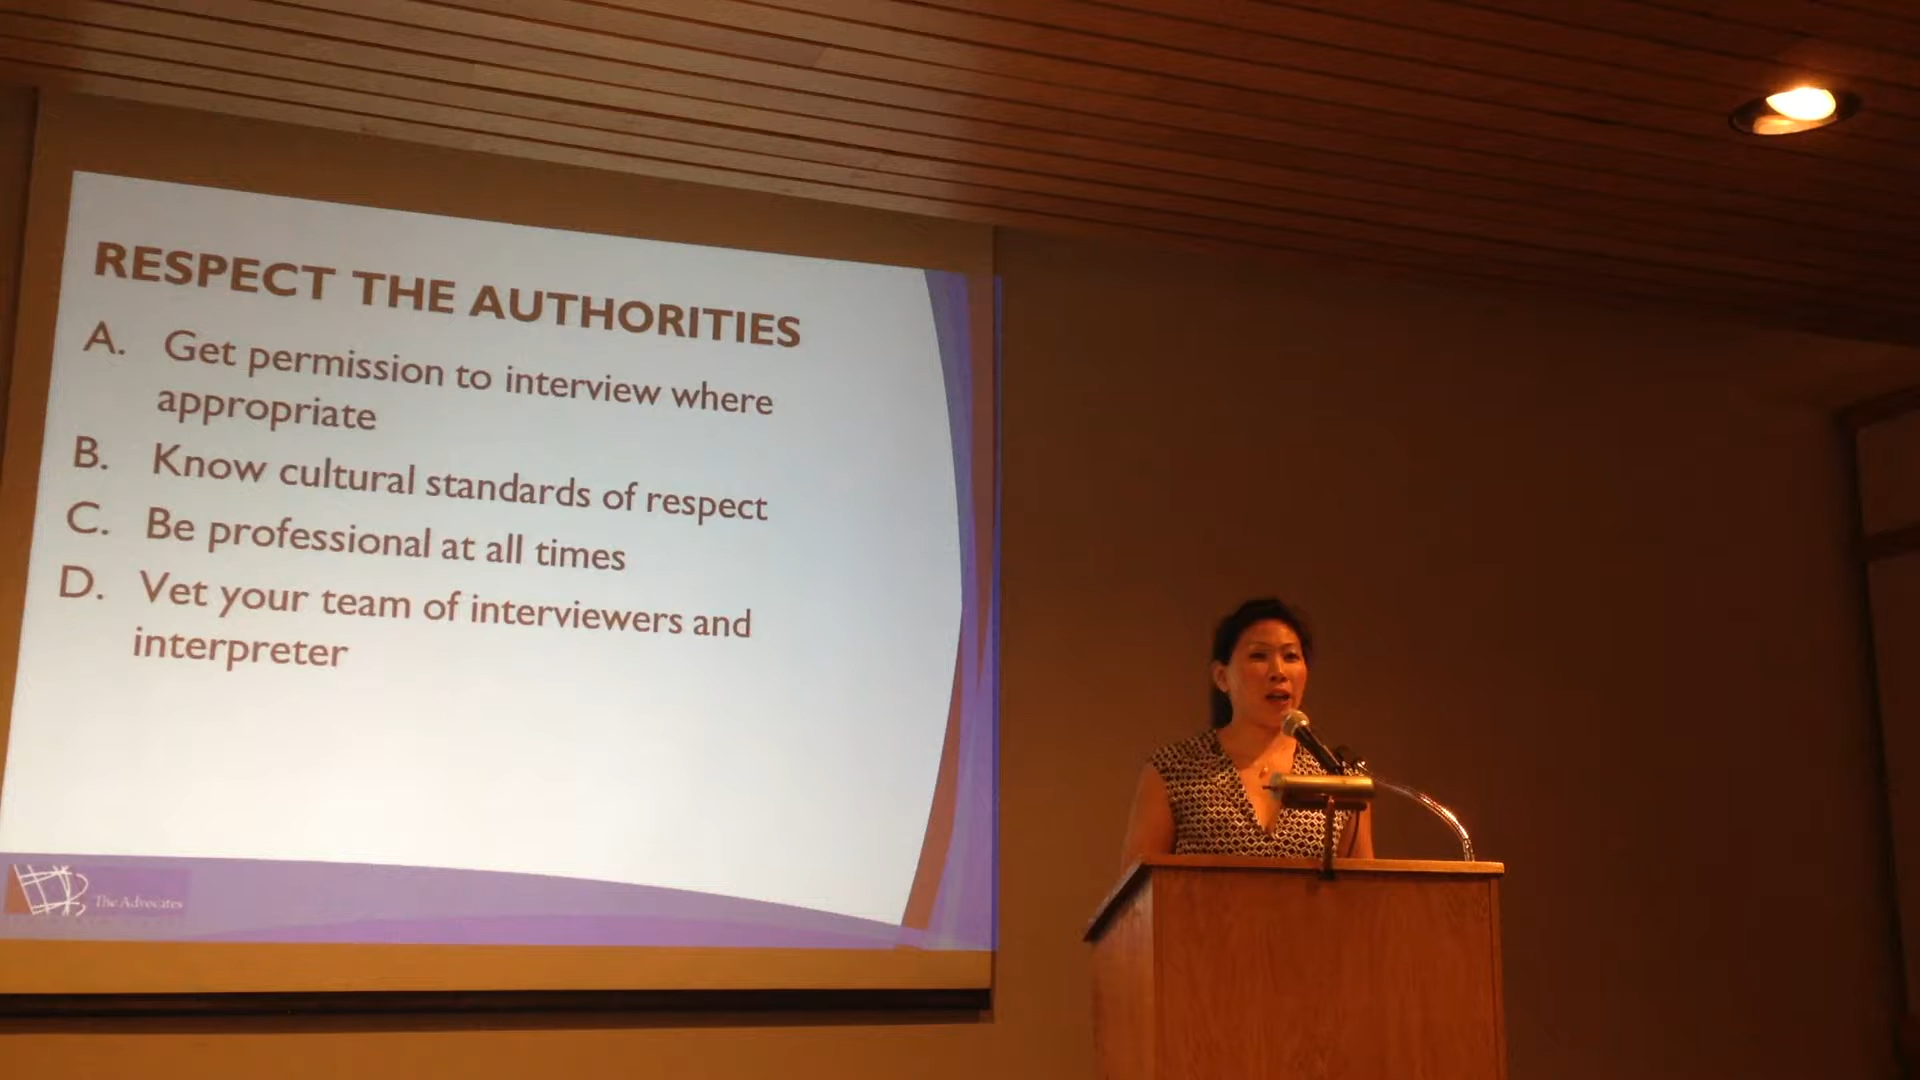 RESPECT THE AUTHORITIES
A. Get permission to interview where
appropriate
B. Know cultural standards of respect
C. Be professional at all times
D. Vet your team of interviewers and
interpreter
The Advocates